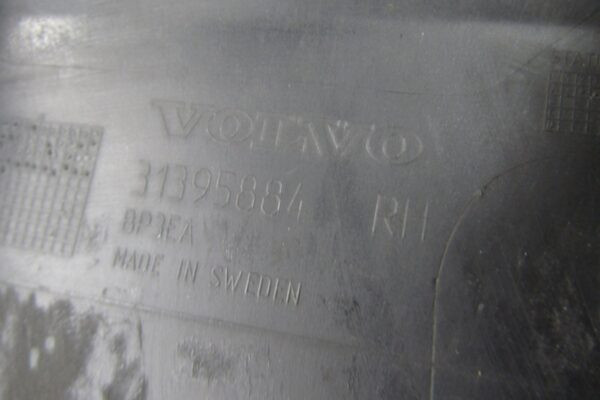 VOLVO
31395884 RH
BP3EA
MADE IN SWEDEN